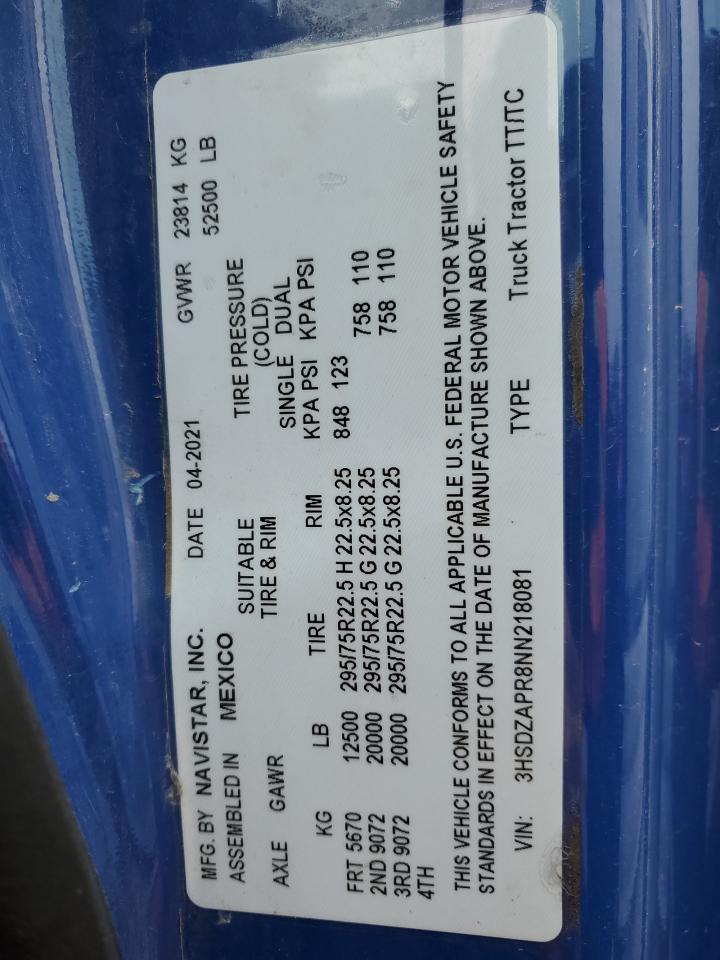 MFG. BY NAVISTAR, INC. DATE 04-2021 GVWR 23814 KG
ASSEMBLED IN MEXICO 52500 LB
SUITABLE TIRE PRESSURE
AXLE GAWR TIRE & RIM (COLD)
SINGLE DUAL
KG LB TIRE RIM KPA PSI KPA PSI
FRT 5670 12500 295/75R22.5 H 22.5x8.25 848 123
2ND 9072 20000 295/75R22.5 G 22.5x8.25 758 110
3RD 9072 20000 295/75R22.5 G 22.5x8.25 758 110
4TH
THIS VEHICLE CONFORMS TO ALL APPLICABLE U.S. FEDERAL MOTOR VEHICLE SAFETY
STANDARDS IN EFFECT ON THE DATE OF MANUFACTURE SHOWN ABOVE.
VIN: 3HSDZAPR8NN218081 TYPE Truck Tractor TT/TC